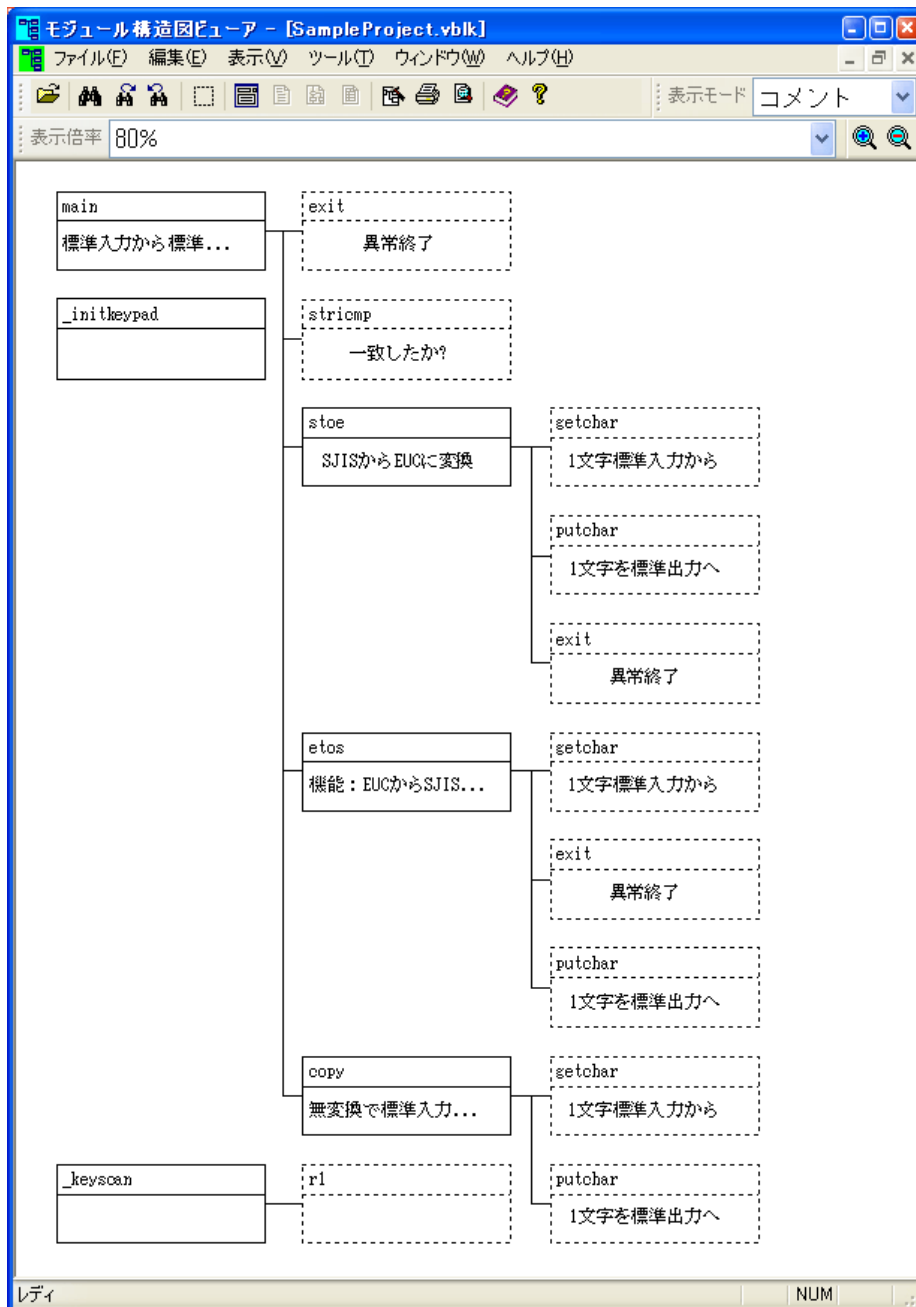 モジュール構造図ビューア - [SampleProject.vblk]
ファイル(F) 編集(E) 表示(V) ツール(T) ウィンドウ(W) ヘルプ(H)
表示モード コメント
表示倍率 80%
main
標準入力から標準...
exit
異常終了
_initkeypad
stricmp
一致したか?
stoe
SJISからEUCに変換
getchar
1文字標準入力から
putchar
1文字を標準出力へ
exit
異常終了
etos
機能：EUCからSJIS...
getchar
1文字標準入力から
exit
異常終了
putchar
1文字を標準出力へ
copy
無変換で標準入力...
getchar
1文字標準入力から
_keyscan
r1
putchar
1文字を標準出力へ
レディ NUM